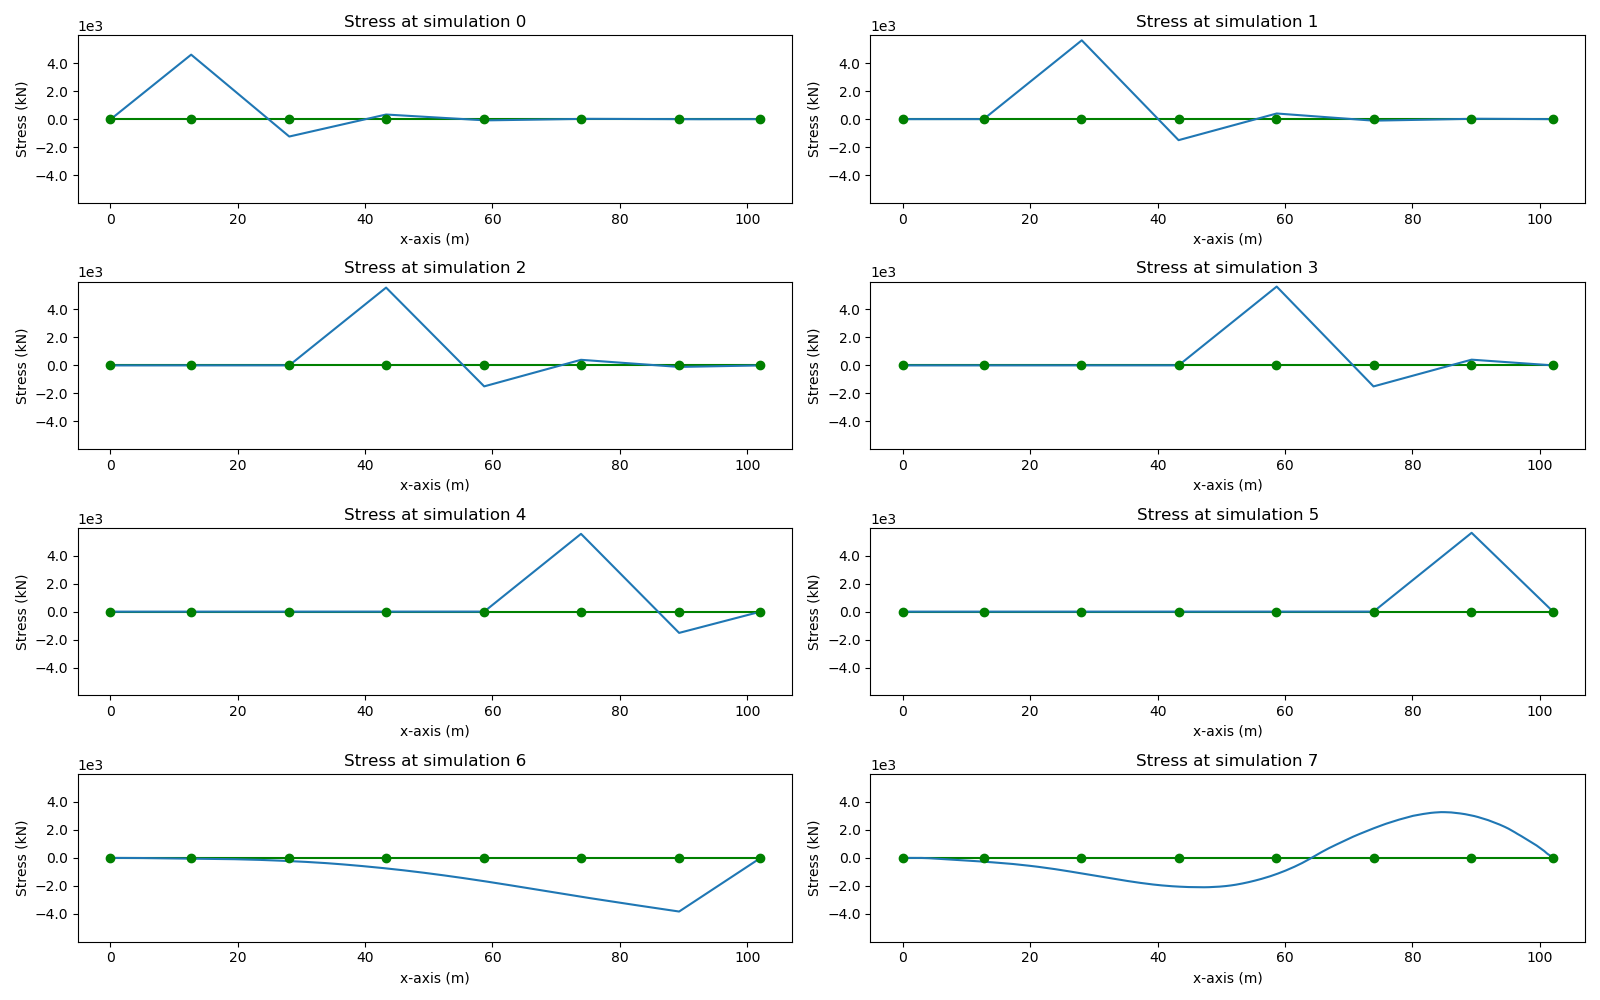 Stress at simulation 0
1e3
Stress (kN)
4.0
2.0
0.0
−2.0
−4.0
0 20 40 60 80 100
x-axis (m)
Stress at simulation 1
1e3
Stress (kN)
4.0
2.0
0.0
−2.0
−4.0
0 20 40 60 80 100
x-axis (m)
Stress at simulation 2
1e3
Stress (kN)
4.0
2.0
0.0
−2.0
−4.0
0 20 40 60 80 100
x-axis (m)
Stress at simulation 3
1e3
Stress (kN)
4.0
2.0
0.0
−2.0
−4.0
0 20 40 60 80 100
x-axis (m)
Stress at simulation 4
1e3
Stress (kN)
4.0
2.0
0.0
−2.0
−4.0
0 20 40 60 80 100
x-axis (m)
Stress at simulation 5
1e3
Stress (kN)
4.0
2.0
0.0
−2.0
−4.0
0 20 40 60 80 100
x-axis (m)
Stress at simulation 6
1e3
Stress (kN)
4.0
2.0
0.0
−2.0
−4.0
0 20 40 60 80 100
x-axis (m)
Stress at simulation 7
1e3
Stress (kN)
4.0
2.0
0.0
−2.0
−4.0
0 20 40 60 80 100
x-axis (m)